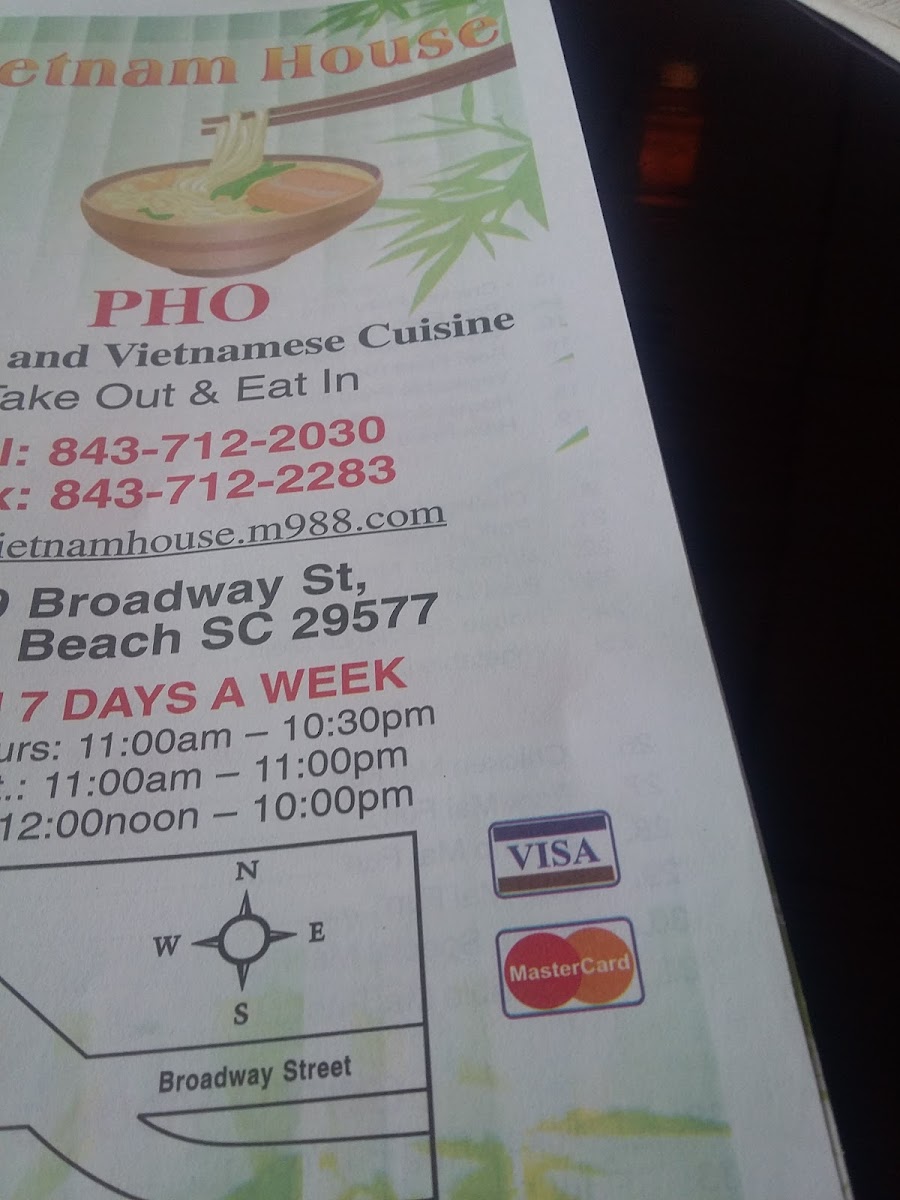 etnam House
PHO
and Vietnamese Cuisine
Take Out & Eat In
l: 843-712-2030
x: 843-712-2283
ietnamhouse.m988.com
9 Broadway St,
Beach SC 29577
7 DAYS A WEEK
urs: 11:00am – 10:30pm
t.: 11:00am – 11:00pm
12:00noon – 10:00pm
VISA
N
W E
MasterCard
S
Broadway Street